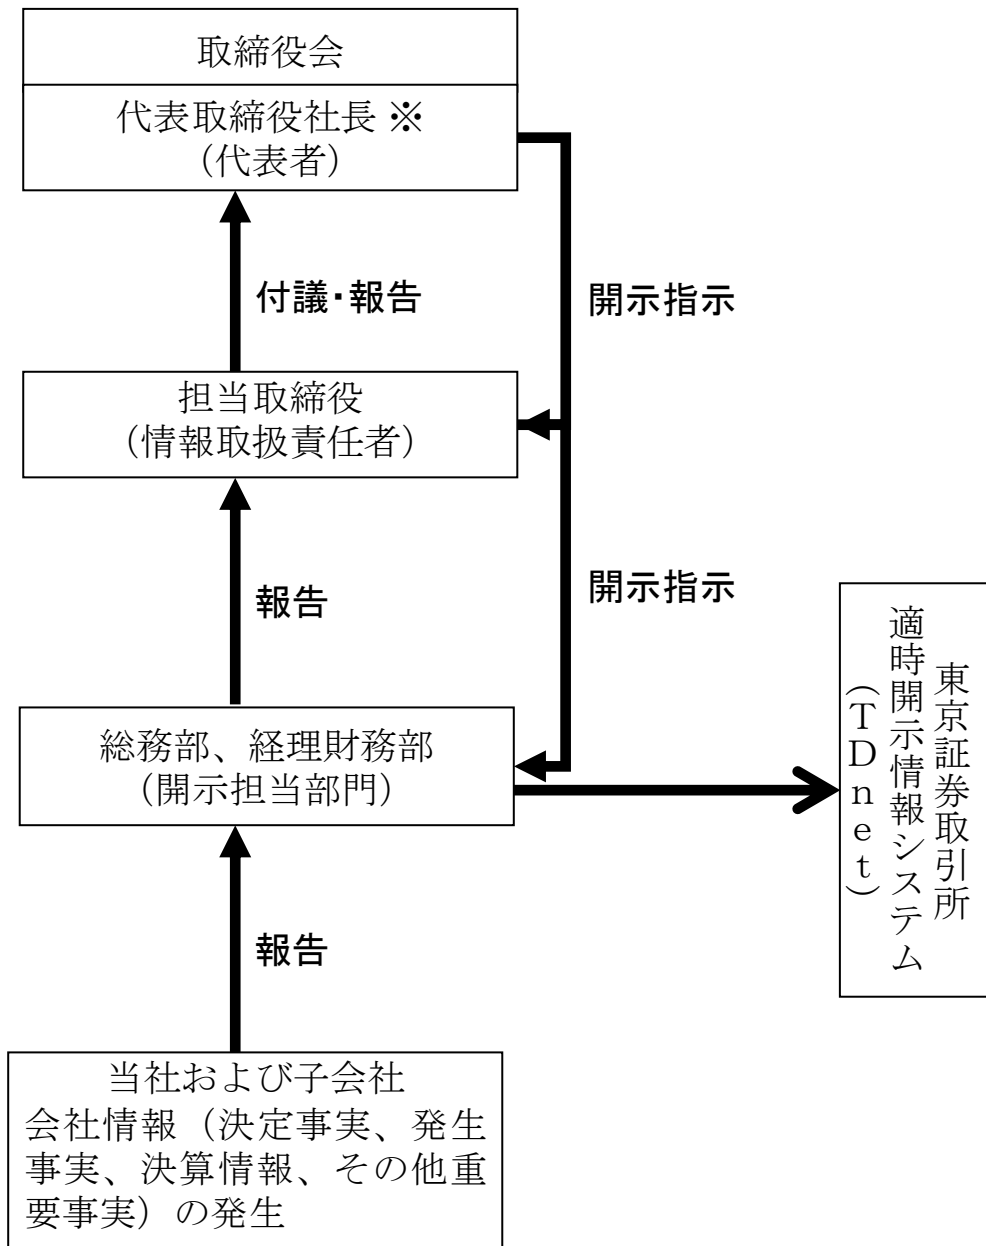 取締役会
代表取締役社長 ※
（代表者）
付議・報告
開示指示
担当取締役
（情報取扱責任者）
報告
開示指示
総務部、経理財務部
（開示担当部門）
東京証券取引所
適時開示情報システム
（ＴＤｎｅｔ）
報告
当社および子会社
会社情報（決定事実、発生
事実、決算情報、その他重
要事実）の発生